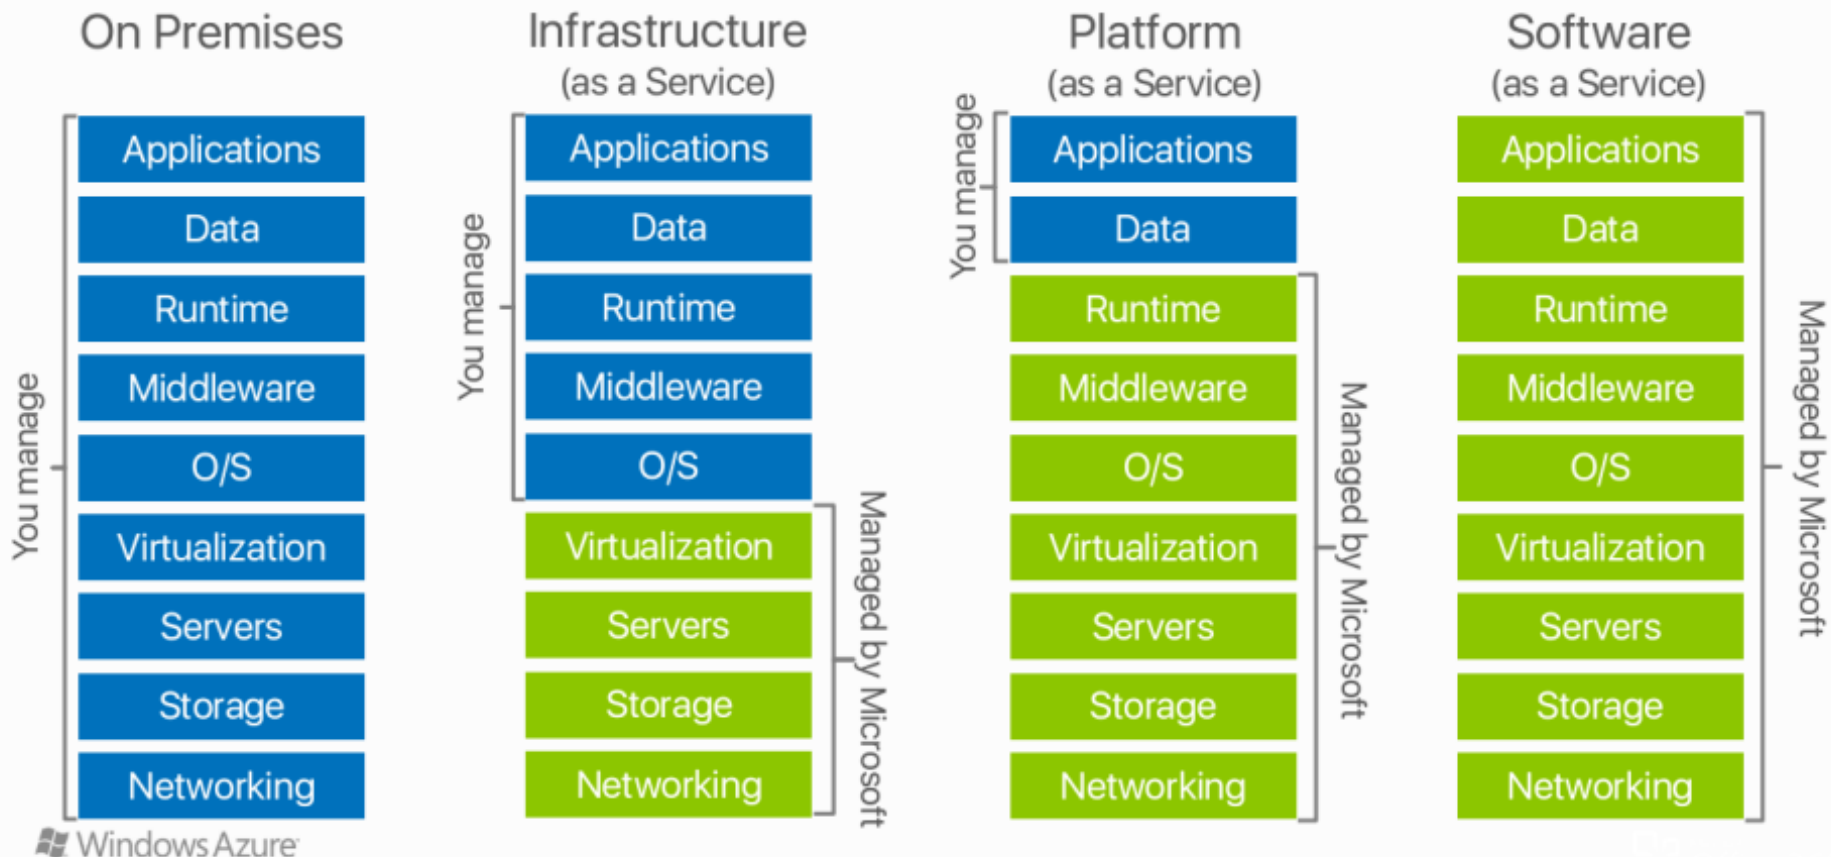 On Premises
You manage
Applications
Data
Runtime
Middleware
O/S
Virtualization
Servers
Storage
Networking
Infrastructure
(as a Service)
You manage
Applications
Data
Runtime
Middleware
O/S
Virtualization
Servers
Storage
Networking
Managed by Microsoft
Platform
(as a Service)
You manage
Applications
Data
Runtime
Middleware
O/S
Virtualization
Servers
Storage
Networking
Managed by Microsoft
Software
(as a Service)
Applications
Data
Runtime
Middleware
O/S
Virtualization
Servers
Storage
Networking
Managed by Microsoft
Windows Azure